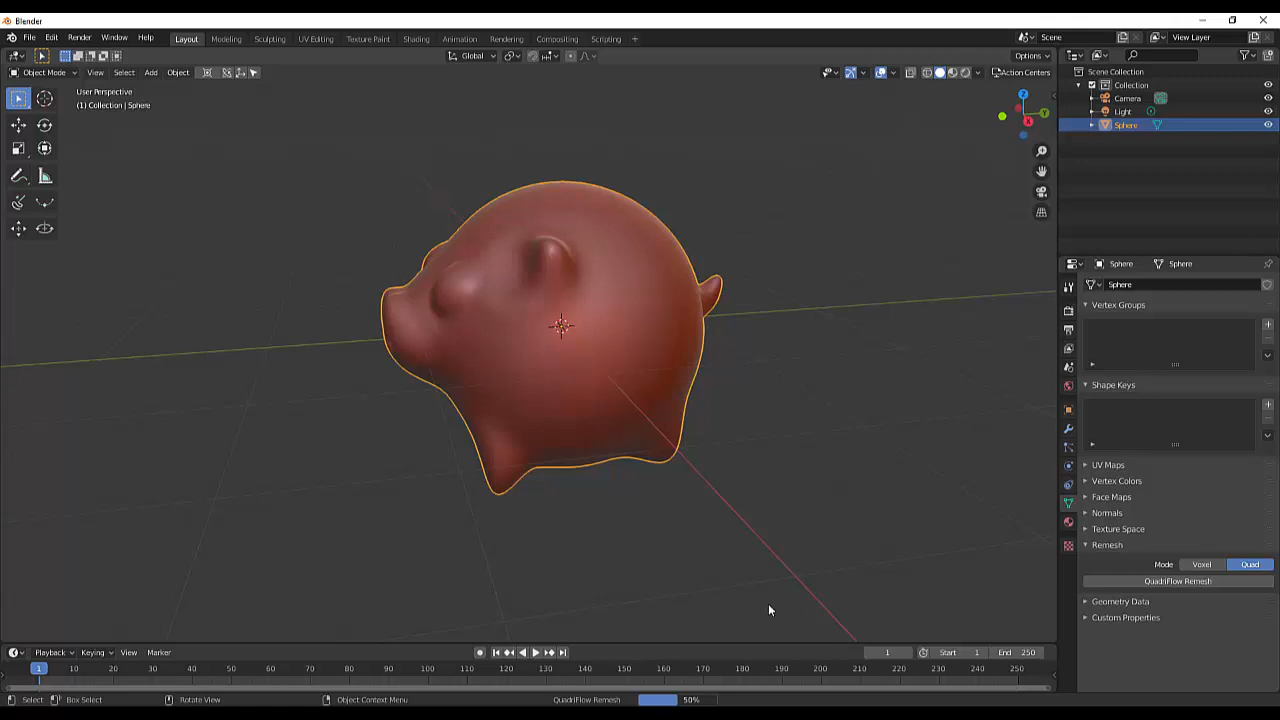 Blender
File Edit Render Window Help Layout Modeling Sculpting UV Editing Texture Paint Shading Animation Rendering Compositing Scripting + Scene View Layer
Global Options
Object Mode View Select Add Object Action Centers
Scene Collection
Collection
Camera
Light
Sphere
User Perspective
(1) Collection | Sphere
Z
Y
X
Sphere Sphere
Sphere
Vertex Groups
Shape Keys
UV Maps
Vertex Colors
Face Maps
Normals
Texture Space
Remesh
Mode Voxel Quad
QuadriFlow Remesh
Geometry Data
Custom Properties
Playback Keying View Marker 1 Start 1 End 250
1 10 20 30 40 50 60 70 80 90 100 110 120 130 140 150 160 170 180 190 200 210 220 230 240 250
Select Box Select Rotate View Object Context Menu QuadriFlow Remesh 50%